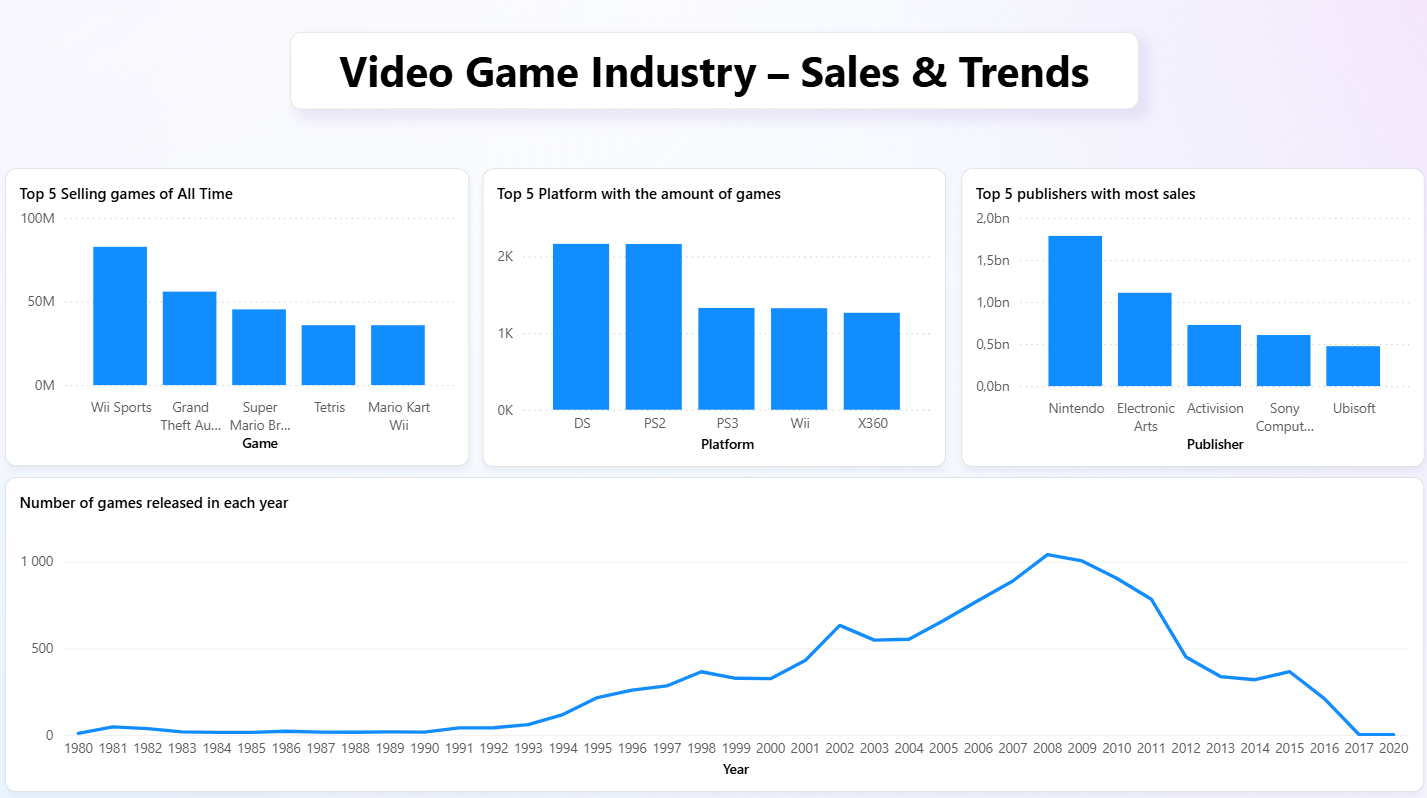 Video Game Industry – Sales & Trends
Top 5 Selling games of All Time
100M
50M
0M
Wii Sports
Grand
Theft Au...
Super
Mario Br...
Tetris
Mario Kart
Wii
Game
Top 5 Platform with the amount of games
2K
1K
0K
DS PS2 PS3 Wii X360
Platform
Top 5 publishers with most sales
2,0bn
1,5bn
1,0bn
0,5bn
0,0bn
Nintendo
Electronic
Arts
Activision
Sony
Comput...
Ubisoft
Publisher
Number of games released in each year
1 000
500
0
1980 1981 1982 1983 1984 1985 1986 1987 1988 1989 1990 1991 1992 1993 1994 1995 1996 1997 1998 1999 2000 2001 2002 2003 2004 2005 2006 2007 2008 2009 2010 2011 2012 2013 2014 2015 2016 2017 2020
Year